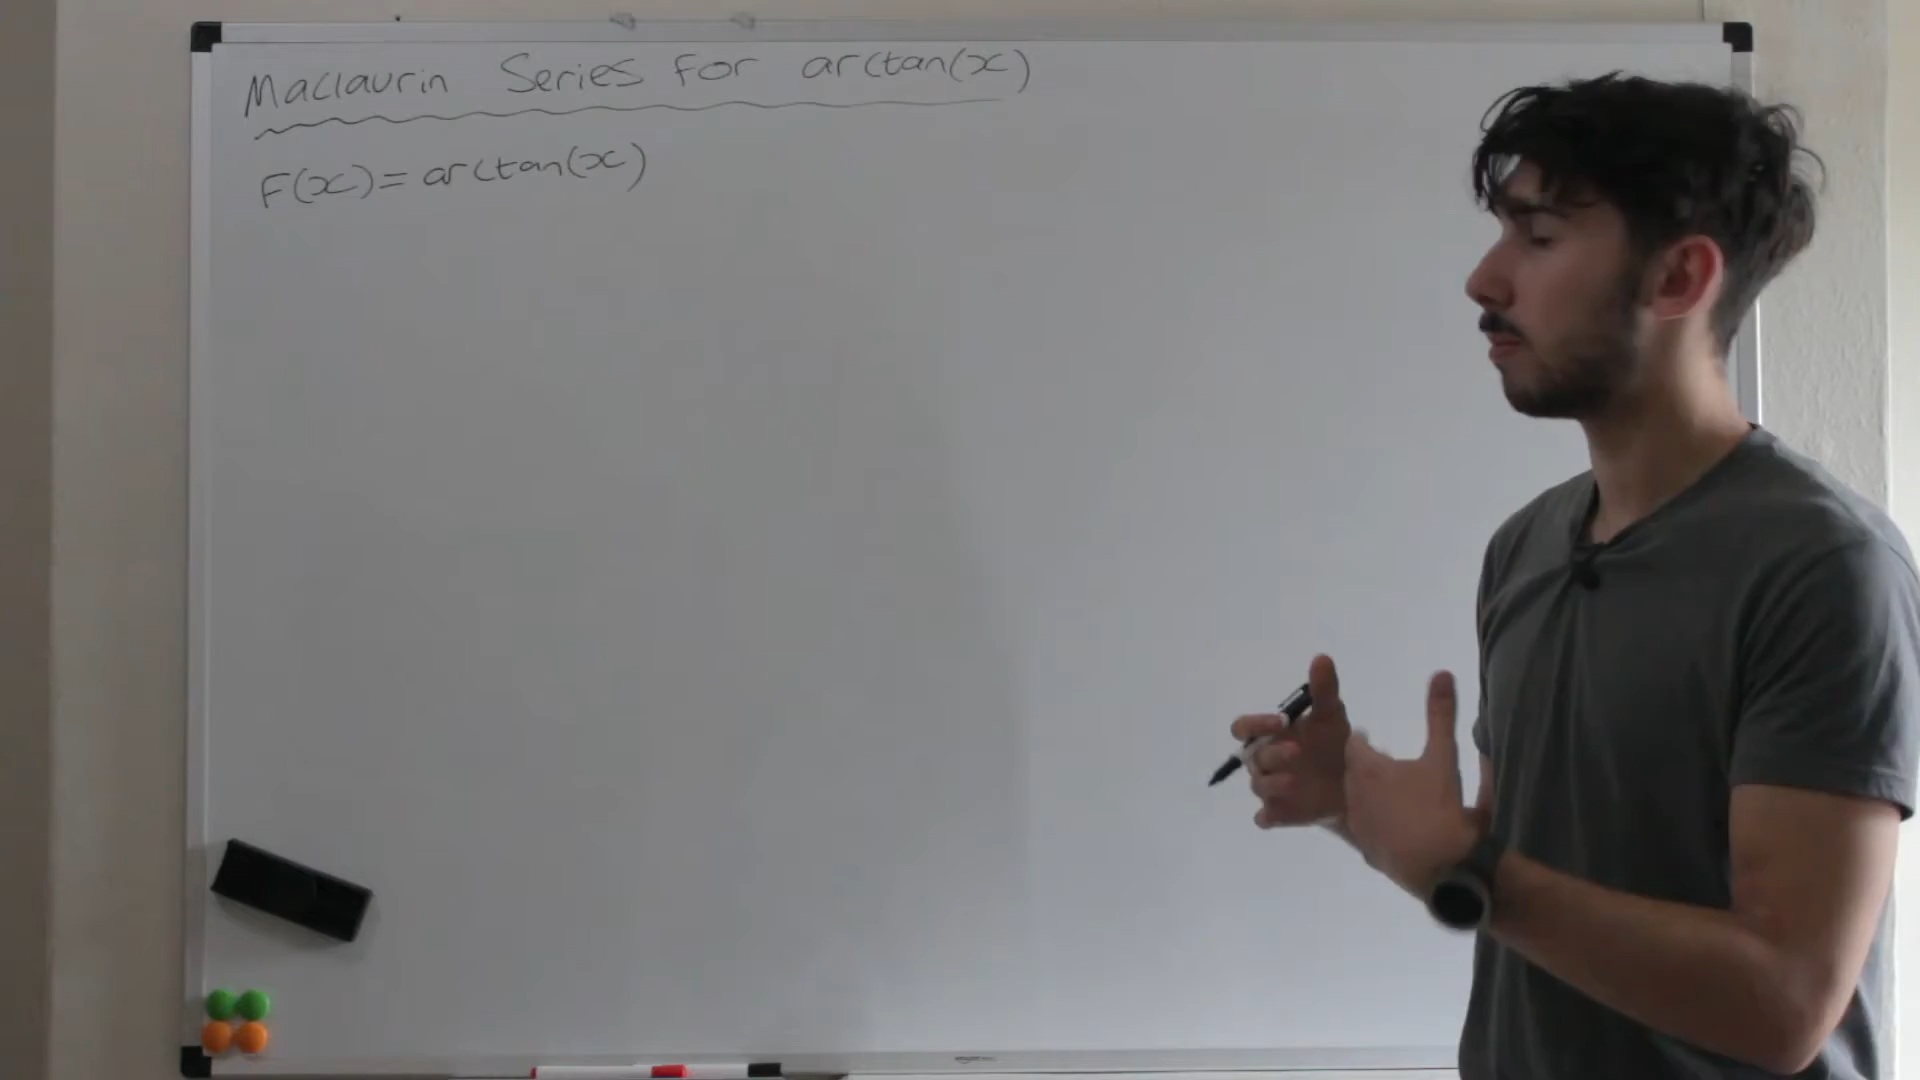 Maclaurin Series for arctan(x)
F(x)= arctan(x)